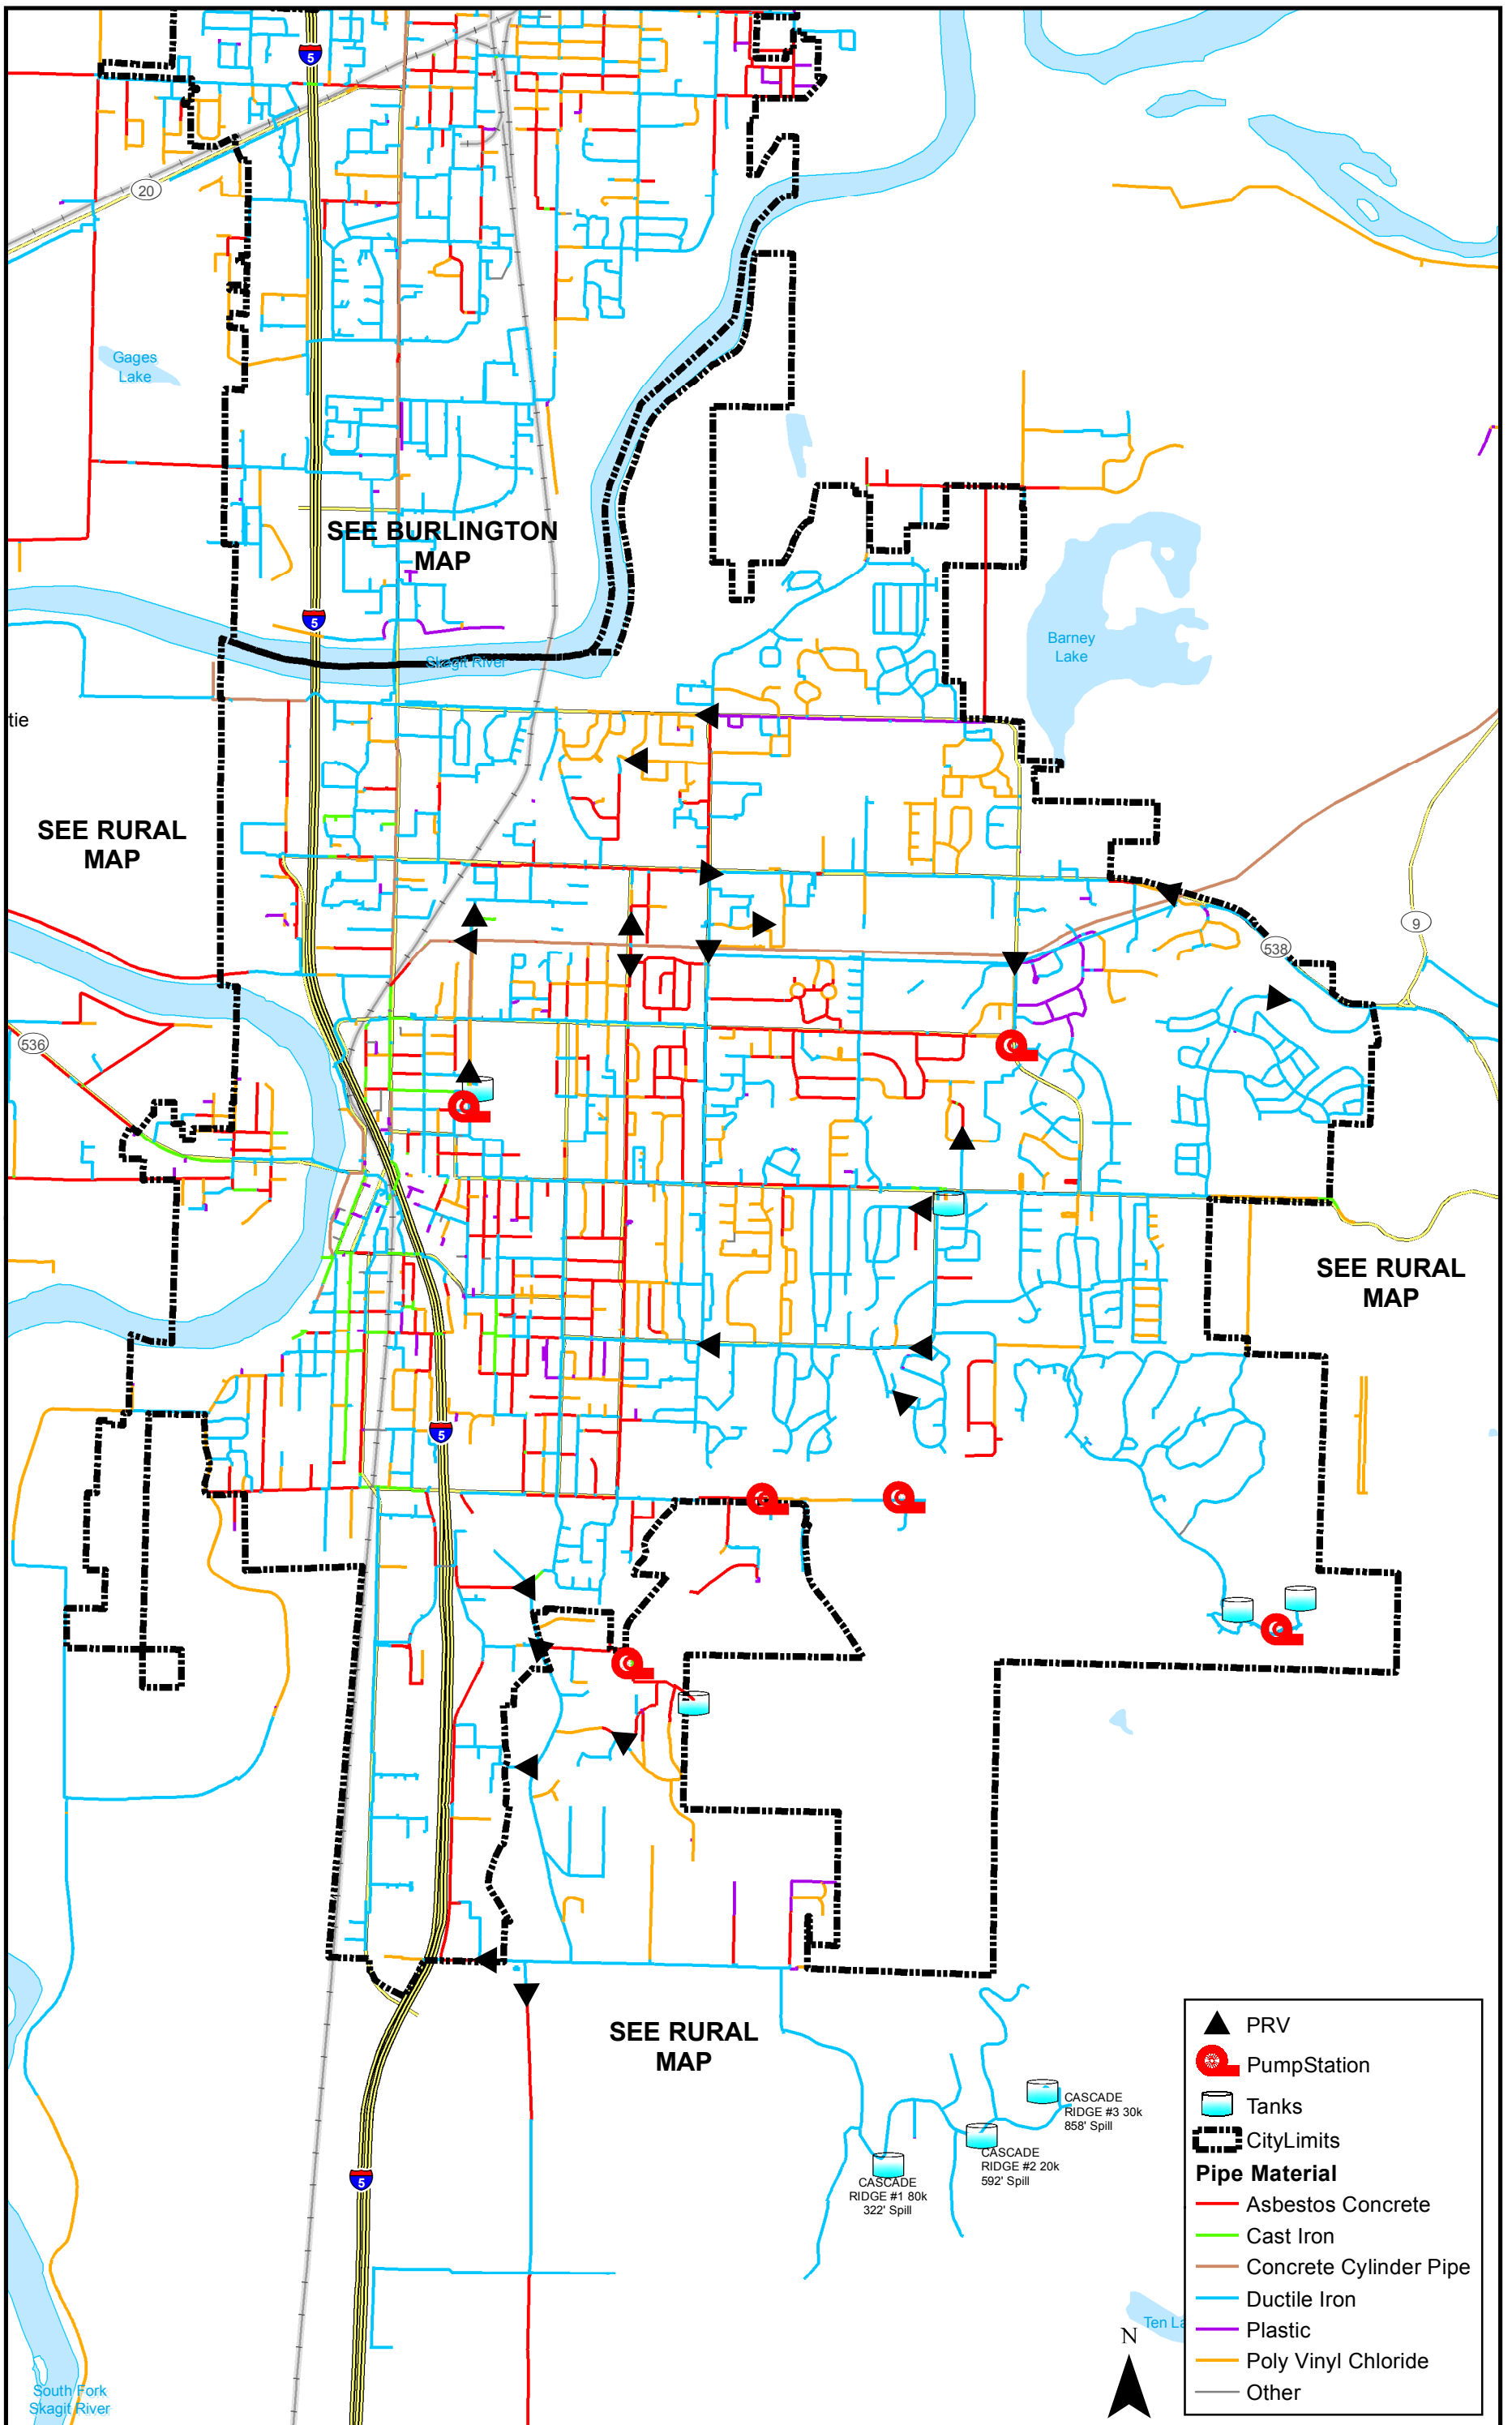 5
20
Gages
Lake
SEE BURLINGTON
MAP
5
Skagit River
Barney
Lake
tie
SEE RURAL
MAP
9
538
536
SEE RURAL
MAP
5
SEE RURAL
MAP
CASCADE
RIDGE #3 30k
858' Spill
CASCADE
RIDGE #2 20k
592' Spill
CASCADE
RIDGE #1 80k
322' Spill
5
Ten La
N
South Fork
Skagit River
PRV
PumpStation
Tanks
CityLimits
Pipe Material
Asbestos Concrete
Cast Iron
Concrete Cylinder Pipe
Ductile Iron
Plastic
Poly Vinyl Chloride
Other